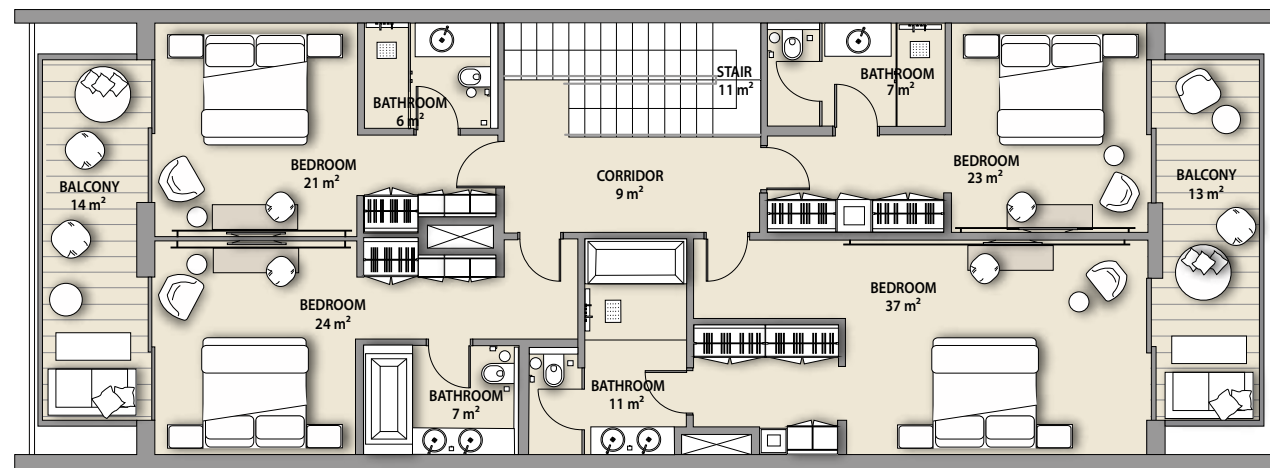 STAIR
11 m²
BATHROOM
7 m²
BATHROOM
6 m²
BEDROOM
21 m²
CORRIDOR
9 m²
BEDROOM
23 m²
BALCONY
14 m²
BALCONY
13 m²
BEDROOM
24 m²
BEDROOM
37 m²
BATHROOM
7 m²
BATHROOM
11 m²